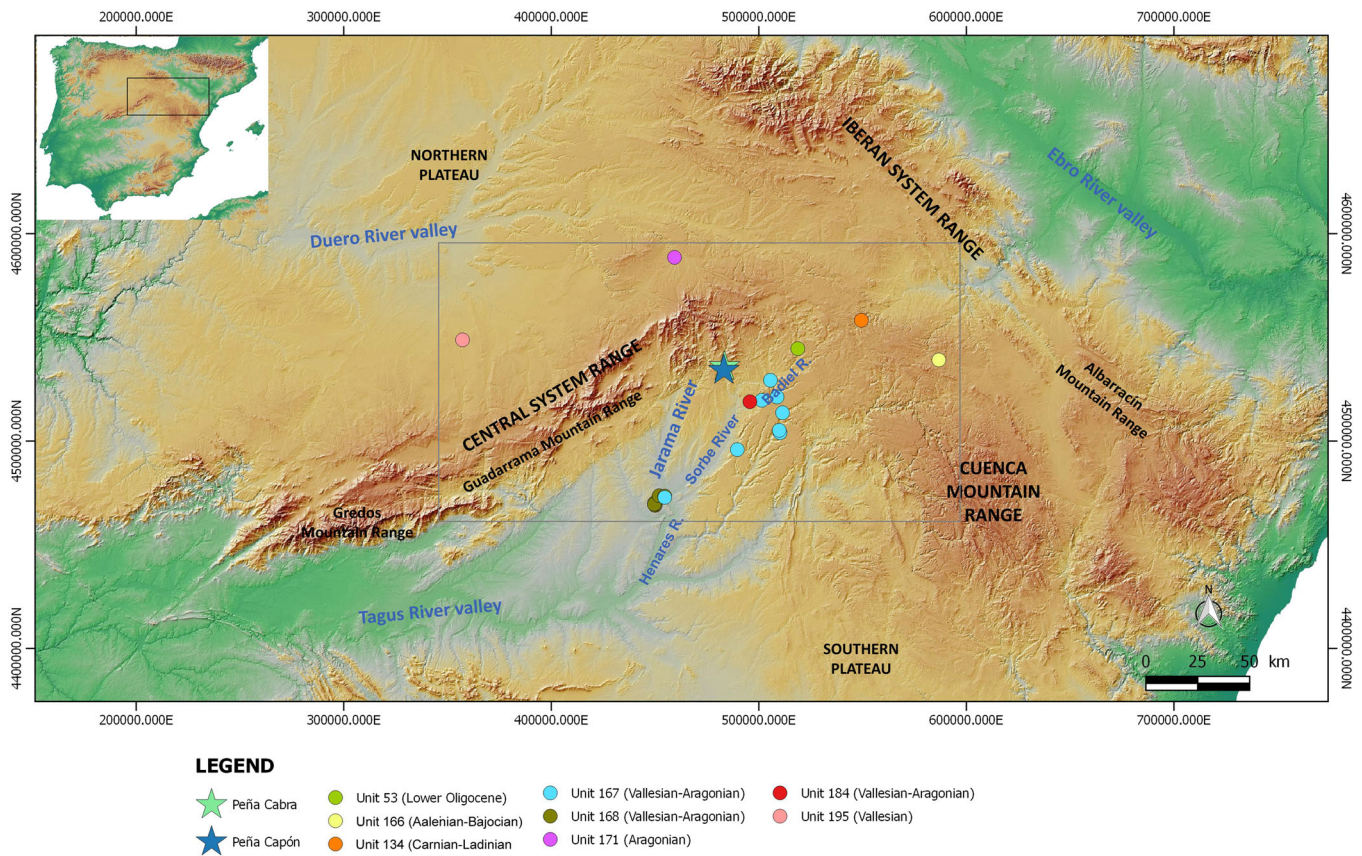 200000.000E 300000.000E 400000.000E 500000.000E 600000.000E 700000.000E
IBERAN SYSTEM RANGE
NORTHERN
PLATEAU
Ebro River valley
4600000.000N
4600000.000N
Duero River valley
CENTRAL SYSTEM RANGE
Guadarrama Mountain Range
Jarama River
Sorbe River
Badiel R.
Albarracín
Mountain Range
4500000.000N
4500000.000N
CUENCA
MOUNTAIN
RANGE
Gredos
Mountain Range
Henares R.
Tagus River valley
N
SOUTHERN
PLATEAU
4400000.000N
4400000.000N
0 25 50 km
200000.000E 300000.000E 400000.000E 500000.000E 600000.000E 700000.000E
LEGEND
Peña Cabra
Peña Capón
Unit 53 (Lower Oligocene)
Unit 166 (Aalenian-Bajocian)
Unit 134 (Carnian-Ladinian
Unit 167 (Vallesian-Aragonian)
Unit 168 (Vallesian-Aragonian)
Unit 171 (Aragonian)
Unit 184 (Vallesian-Aragonian)
Unit 195 (Vallesian)